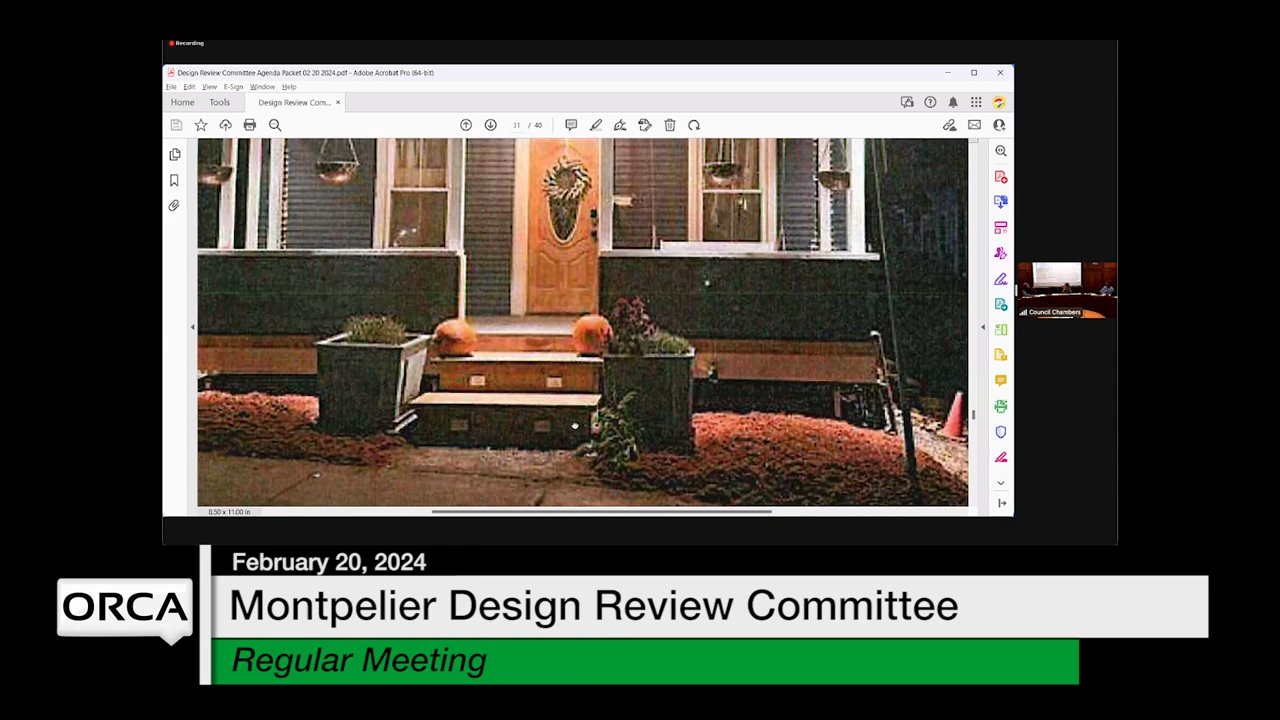 Recording
Design Review Committee Agenda Packet 02 20 2024.pdf - Adobe Acrobat Pro (64-bit)
File Edit View E-Sign Window Help
Home Tools Design Review Com... ×
31 / 40
8.50 x 11.00 in
Council Chambers
February 20, 2024
ORCA
Montpelier Design Review Committee
Regular Meeting